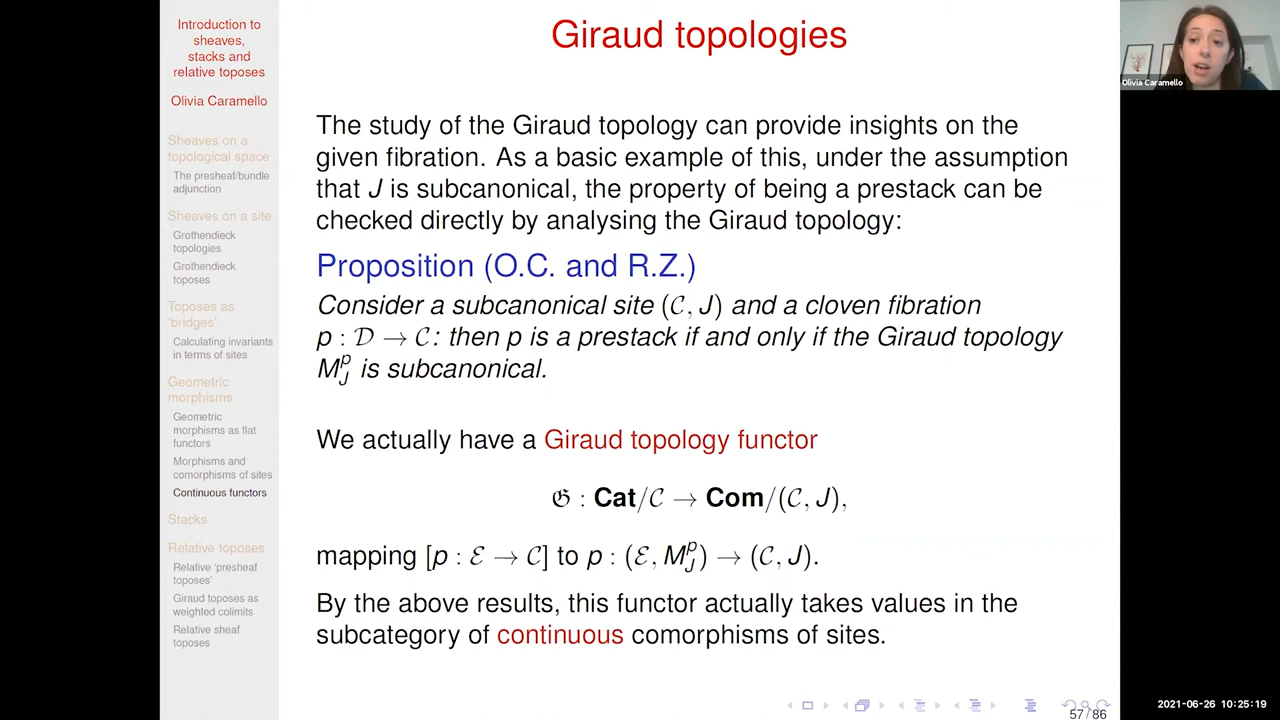 Introduction to
sheaves,
stacks and
relative toposes
Olivia Caramello
Sheaves on a
topological space
The presheaf/bundle
adjunction
Sheaves on a site
Grothendieck
topologies
Grothendieck
toposes
Toposes as
'bridges'
Calculating invariants
in terms of sites
Geometric
morphisms
Geometric
morphisms as flat
functors
Morphisms and
comorphisms of sites
Continuous functors
Stacks
Relative toposes
Relative 'presheaf
toposes'
Giraud toposes as
weighted colimits
Relative sheaf
toposes
Giraud topologies
The study of the Giraud topology can provide insights on the
given fibration. As a basic example of this, under the assumption
that J is subcanonical, the property of being a prestack can be
checked directly by analysing the Giraud topology:
Proposition (O.C. and R.Z.)
Consider a subcanonical site (𝒞, J) and a cloven fibration
p : 𝒟 → 𝒞: then p is a prestack if and only if the Giraud topology
M_J^p is subcanonical.
We actually have a Giraud topology functor
𝔊 : Cat/𝒞 → Com/(𝒞, J),
mapping [p : ℰ → 𝒞] to p : (ℰ, M_J^p) → (𝒞, J).
By the above results, this functor actually takes values in the
subcategory of continuous comorphisms of sites.
57 / 86
Olivia Caramello
2021-06-26 10:25:19